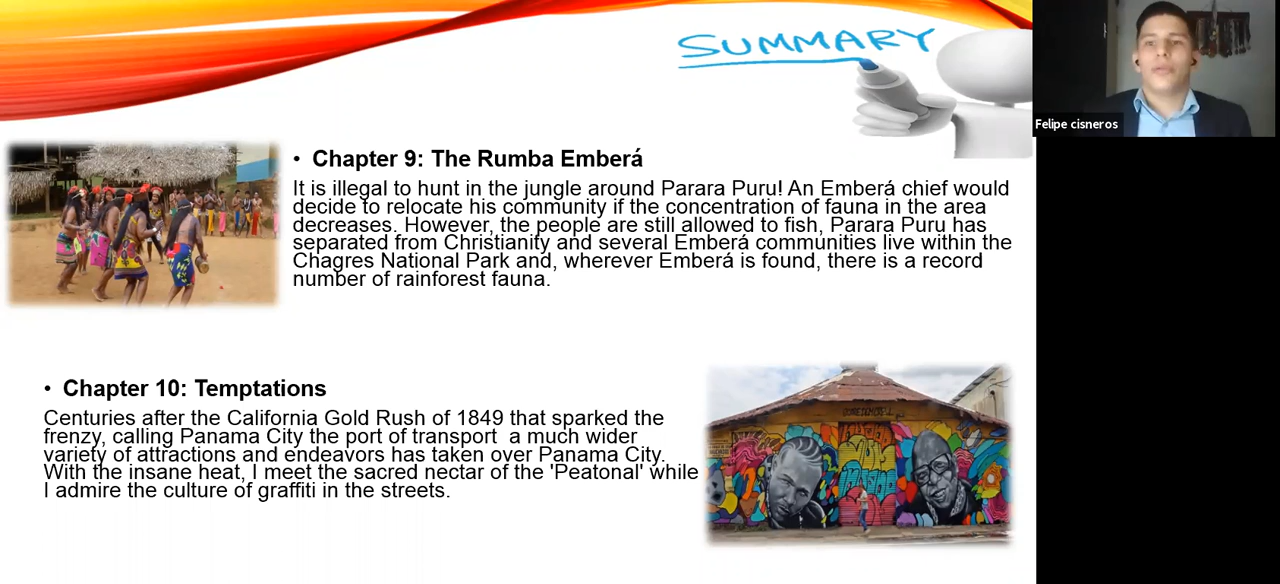 SUMMARY
Felipe cisneros
• Chapter 9: The Rumba Emberá
It is illegal to hunt in the jungle around Parara Puru! An Emberá chief would
decide to relocate his community if the concentration of fauna in the area
decreases. However, the people are still allowed to fish, Parara Puru has
separated from Christianity and several Emberá communities live within the
Chagres National Park and, wherever Emberá is found, there is a record
number of rainforest fauna.
• Chapter 10: Temptations
Centuries after the California Gold Rush of 1849 that sparked the
frenzy, calling Panama City the port of transport  a much wider
variety of attractions and endeavors has taken over Panama City.
With the insane heat, I meet the sacred nectar of the 'Peatonal' while
I admire the culture of graffiti in the streets.